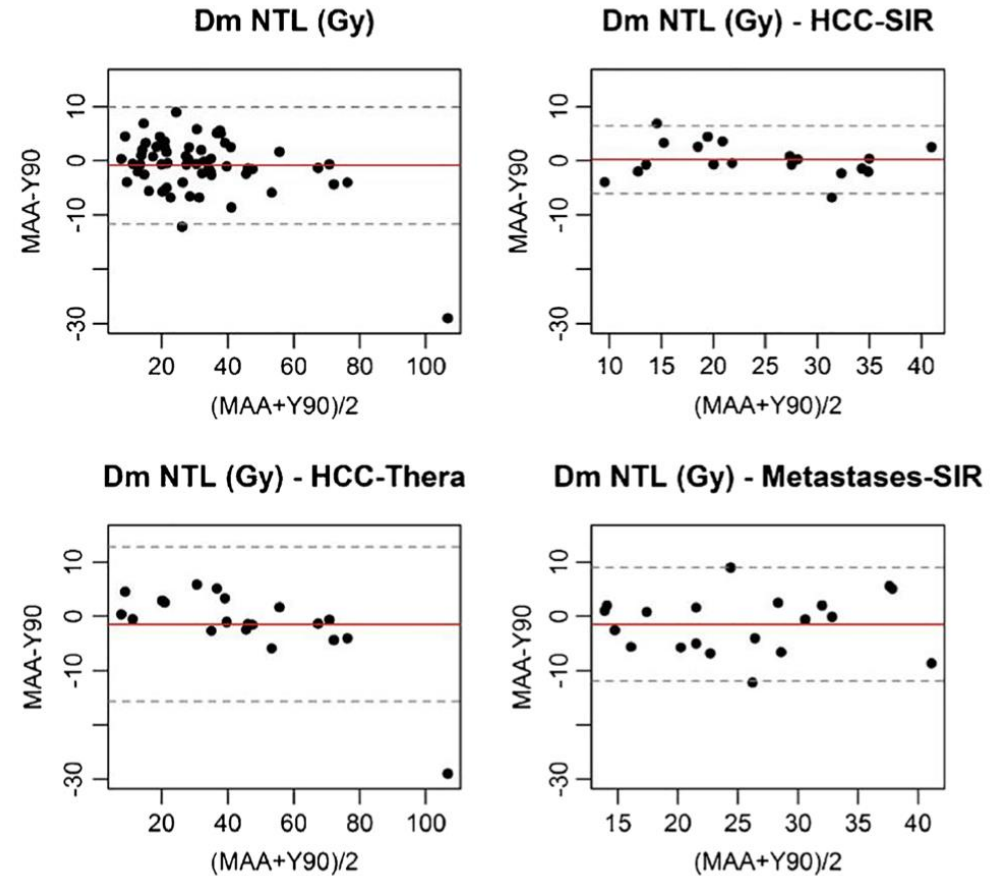 Dm NTL (Gy)
MAA-Y90
10
0
-10
-30
20 40 60 80 100
(MAA+Y90)/2
Dm NTL (Gy) - HCC-SIR
MAA-Y90
10
0
-10
-30
10 15 20 25 30 35 40
(MAA+Y90)/2
Dm NTL (Gy) - HCC-Thera
MAA-Y90
10
0
-10
-30
20 40 60 80 100
(MAA+Y90)/2
Dm NTL (Gy) - Metastases-SIR
MAA-Y90
10
0
-10
-30
15 20 25 30 35 40
(MAA+Y90)/2